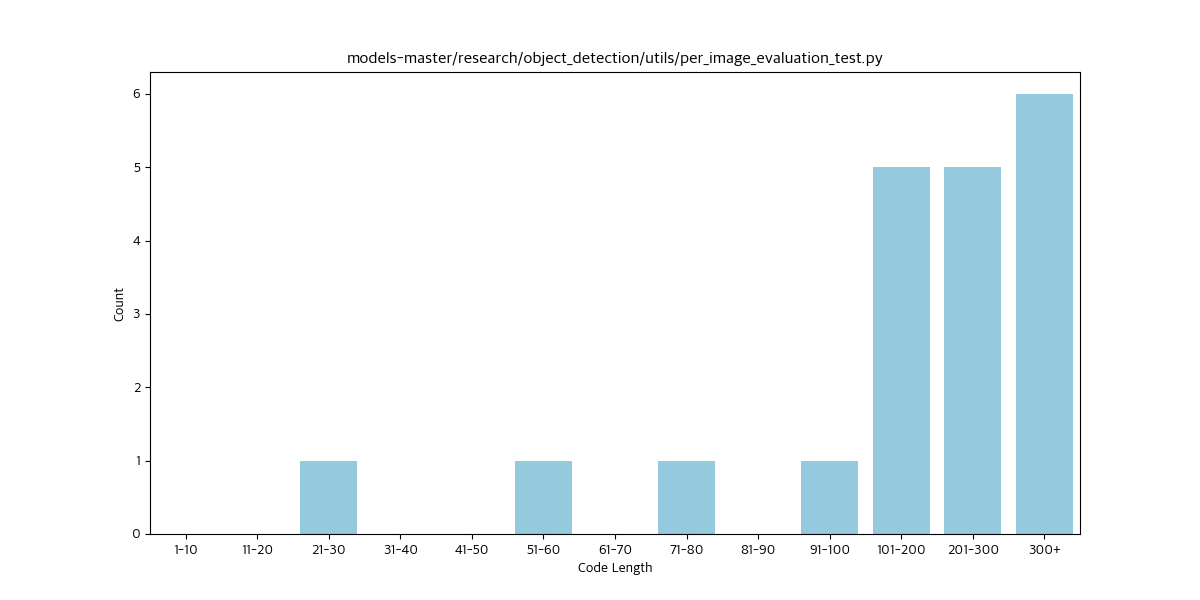 models-master/research/object_detection/utils/per_image_evaluation_test.py
6
5
4
3
2
1
0
Count
1-10 11-20 21-30 31-40 41-50 51-60 61-70 71-80 81-90 91-100 101-200 201-300 300+
Code Length